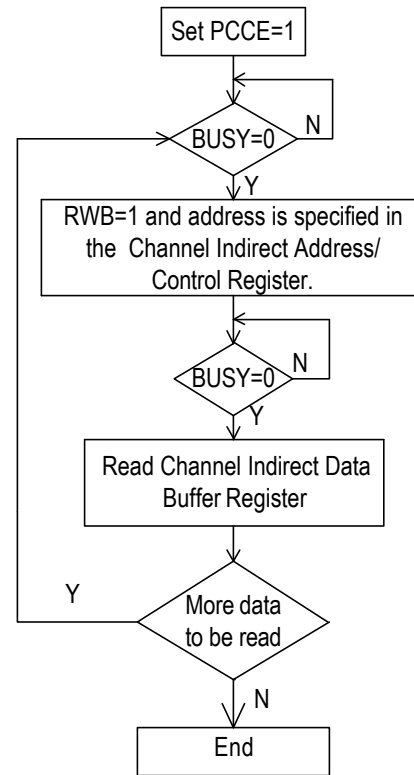 Set PCCE=1
BUSY=0
N
Y
RWB=1 and address is specified in
the Channel Indirect Address/
Control Register.
BUSY=0
N
Y
Read Channel Indirect Data
Buffer Register
Y
More data
to be read
N
End